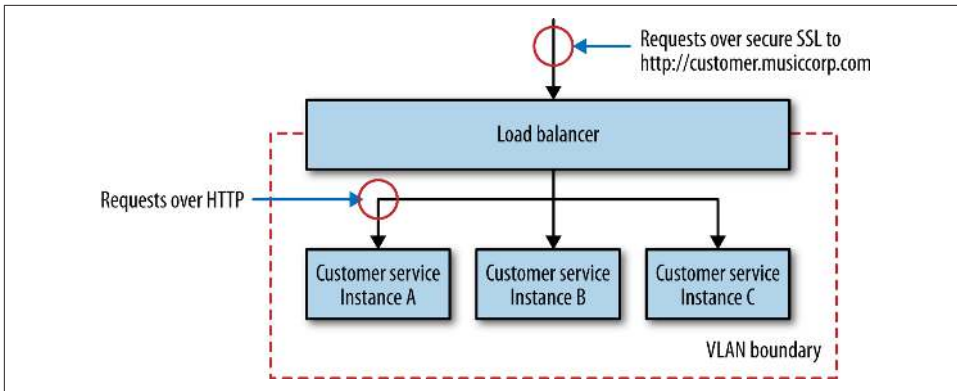 Requests over secure SSL to
http://customer.musiccorp.com
Load balancer
Requests over HTTP
Customer service
Instance A
Customer service
Instance B
Customer service
Instance C
VLAN boundary